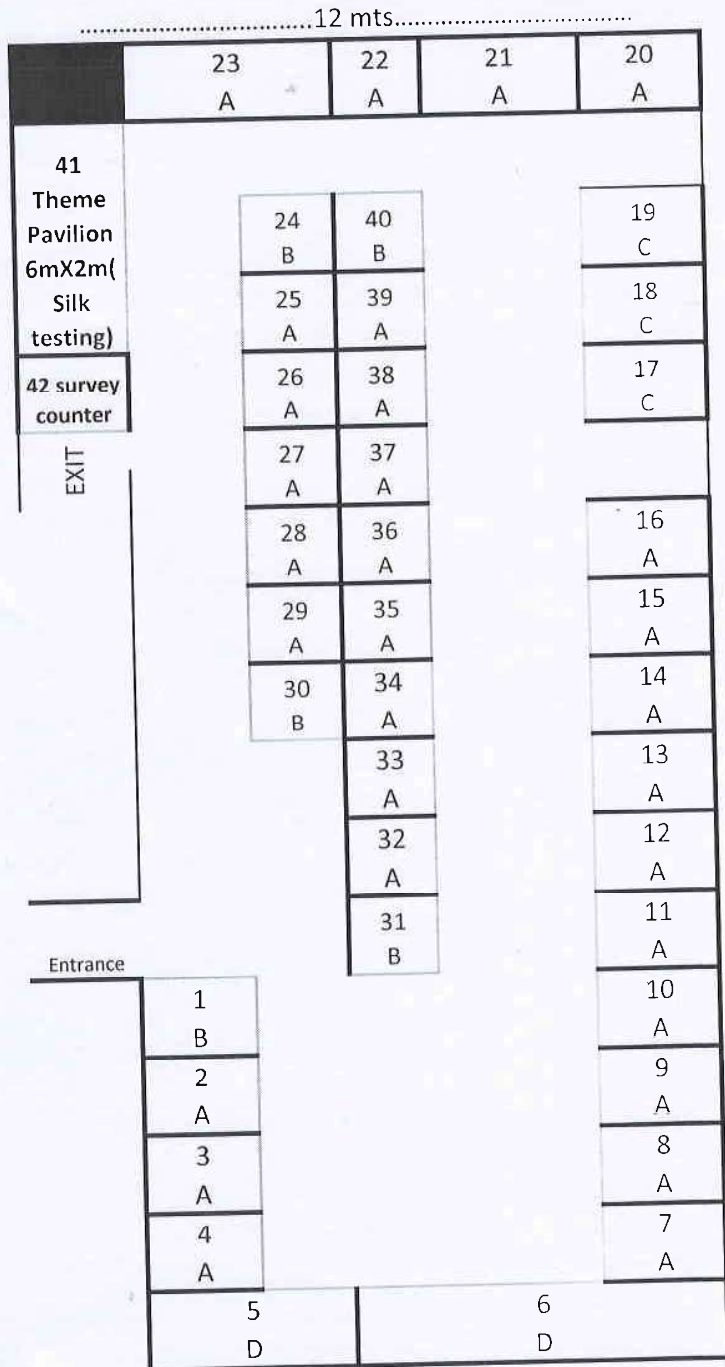 12 mts
23
A
22
A
21
A
20
A
41
Theme
Pavilion
6mX2m(
Silk
testing)
42 survey
counter
EXIT
24
B
40
B
25
A
39
A
26
A
38
A
27
A
37
A
28
A
36
A
29
A
35
A
30
B
34
A
33
A
32
A
31
B
19
C
18
C
17
C
16
A
15
A
14
A
13
A
12
A
11
A
10
A
9
A
8
A
7
A
Entrance
1
B
2
A
3
A
4
A
5
D
6
D